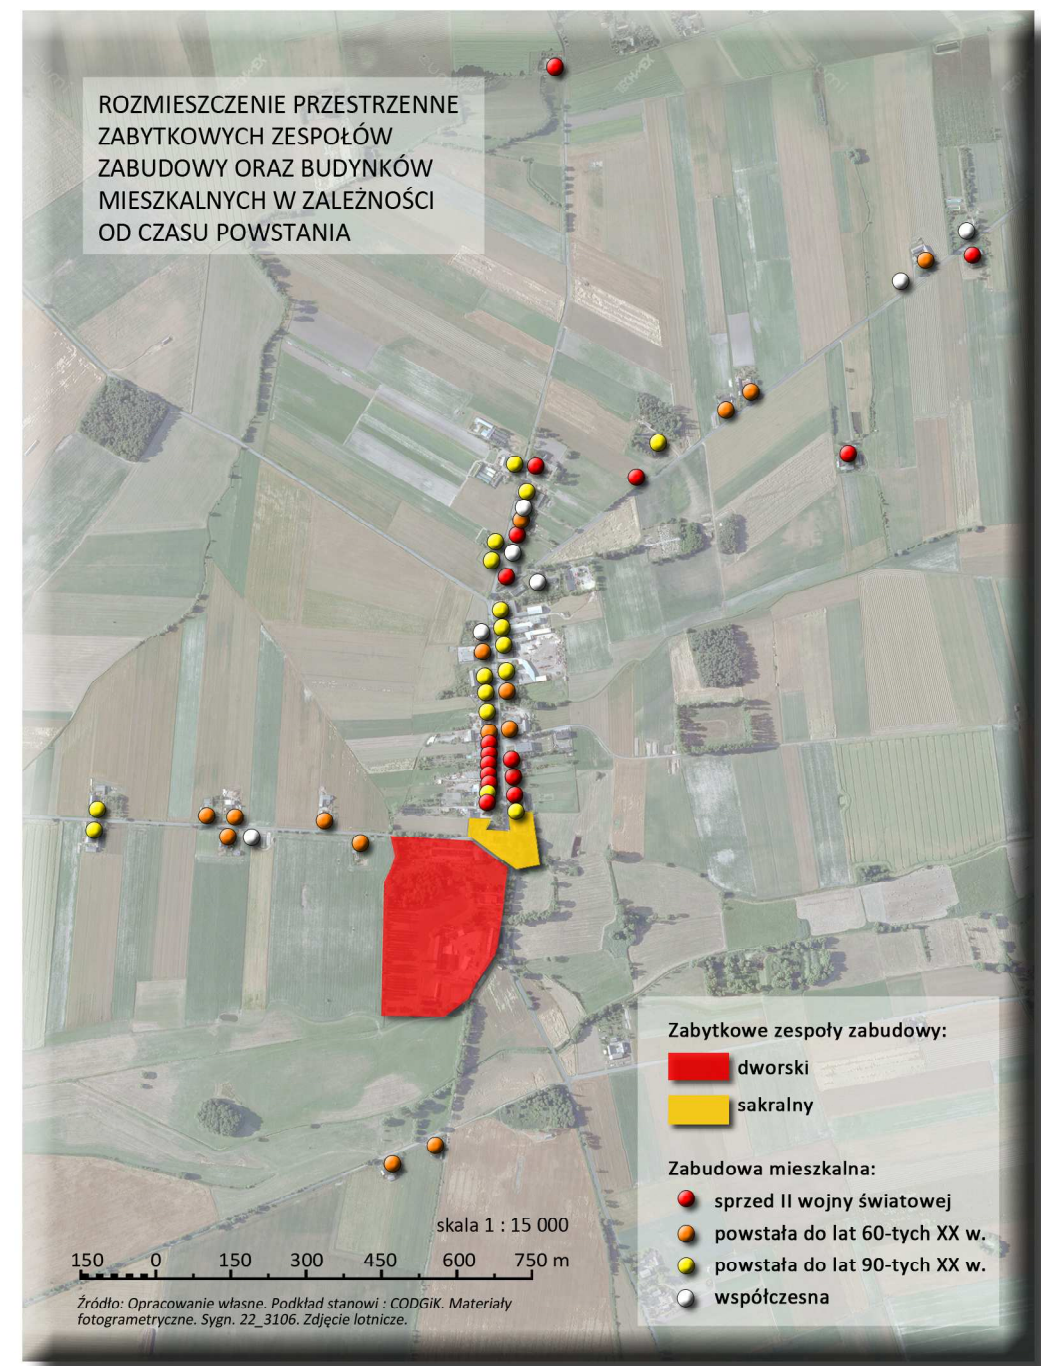 ROZMIESZCZENIE PRZESTRZENNE
ZABYTKOWYCH ZESPOŁÓW
ZABUDOWY ORAZ BUDYNKÓW
MIESZKALNYCH W ZALEŻNOŚCI
OD CZASU POWSTANIA
Zabytkowe zespoły zabudowy:
dworski
sakralny
Zabudowa mieszkalna:
sprzed II wojny światowej
powstała do lat 60-tych XX w.
powstała do lat 90-tych XX w.
współczesna
skala 1 : 15 000
150 0 150 300 450 600 750 m
Źródło: Opracowanie własne. Podkład stanowi : CODGiK. Materiały
fotogrametryczne. Sygn. 22_3106. Zdjęcie lotnicze.